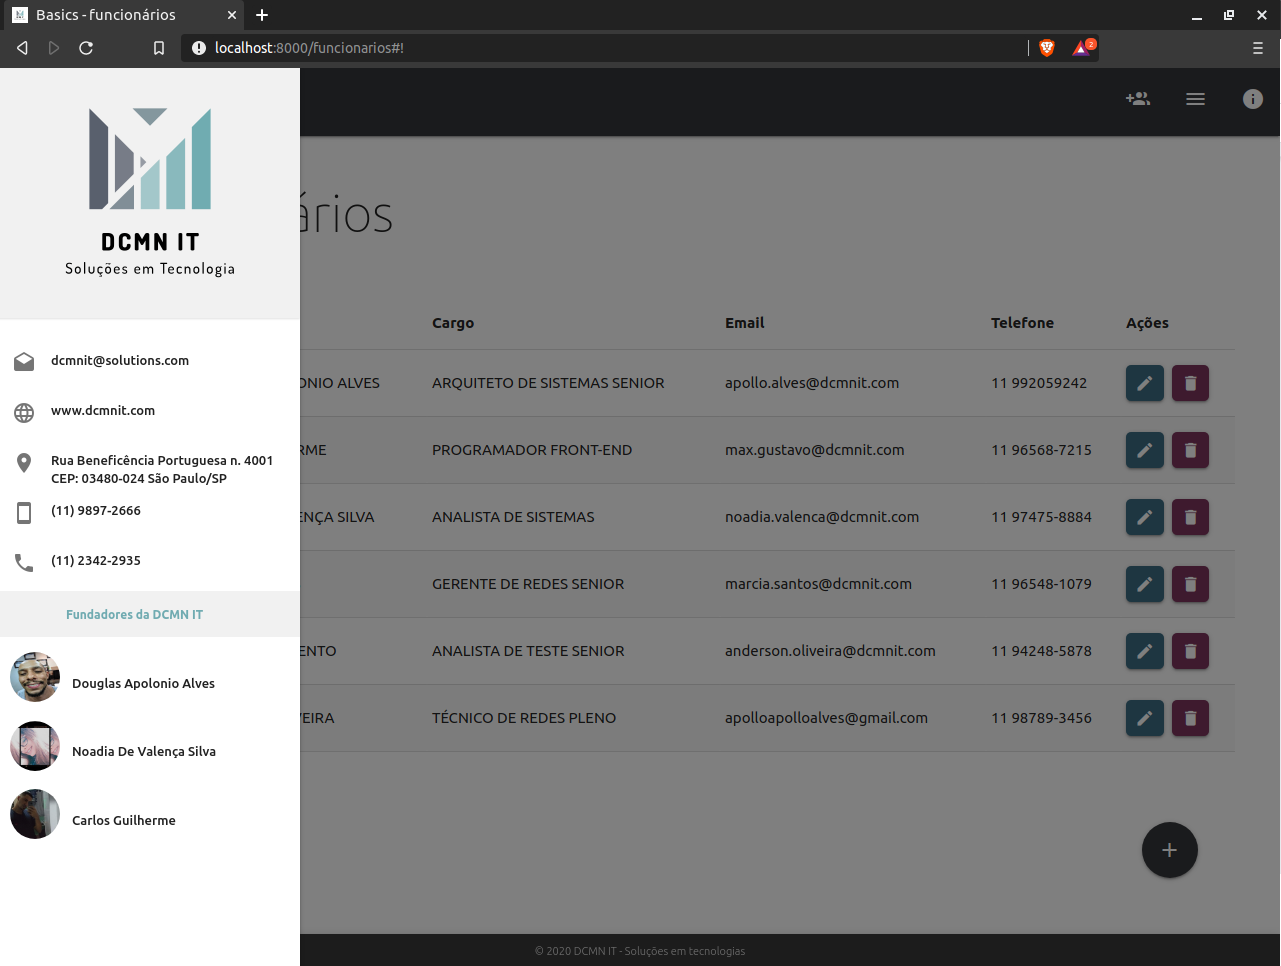 Basics - funcionários
localhost:8000/funcionarios#!
2
DCMN IT
Soluções em Tecnologia
dcmnit@solutions.com
www.dcmnit.com
Rua Beneficência Portuguesa n. 4001
CEP: 03480-024 São Paulo/SP
(11) 9897-2666
(11) 2342-2935
Fundadores da DCMN IT
Douglas Apolonio Alves
Noadia De Valença Silva
Carlos Guilherme
ários
Cargo Email Telefone Ações
ONIO ALVES ARQUITETO DE SISTEMAS SENIOR apollo.alves@dcmnit.com 11 992059242
RME PROGRAMADOR FRONT-END max.gustavo@dcmnit.com 11 96568-7215
ENÇA SILVA ANALISTA DE SISTEMAS noadia.valenca@dcmnit.com 11 97475-8884
GERENTE DE REDES SENIOR marcia.santos@dcmnit.com 11 96548-1079
ENTO ANALISTA DE TESTE SENIOR anderson.oliveira@dcmnit.com 11 94248-5878
VEIRA TÉCNICO DE REDES PLENO apolloapolloalves@gmail.com 11 98789-3456
© 2020 DCMN IT - Soluções em tecnologias